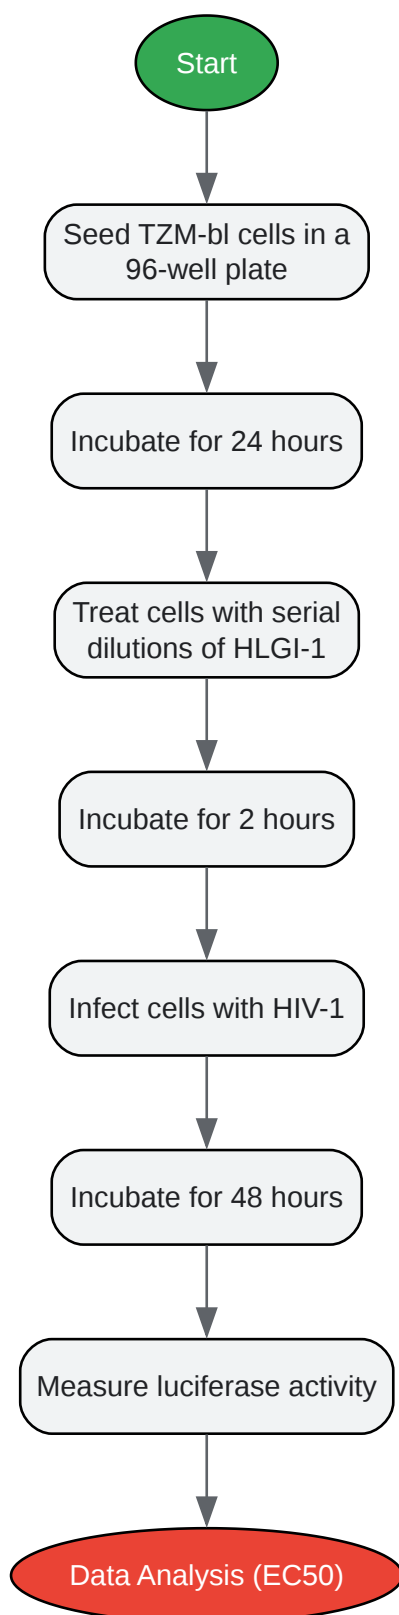 Start
Seed TZM-bl cells in a
96-well plate
Incubate for 24 hours
Treat cells with serial
dilutions of HLGI-1
Incubate for 2 hours
Infect cells with HIV-1
Incubate for 48 hours
Measure luciferase activity
Data Analysis (EC50)